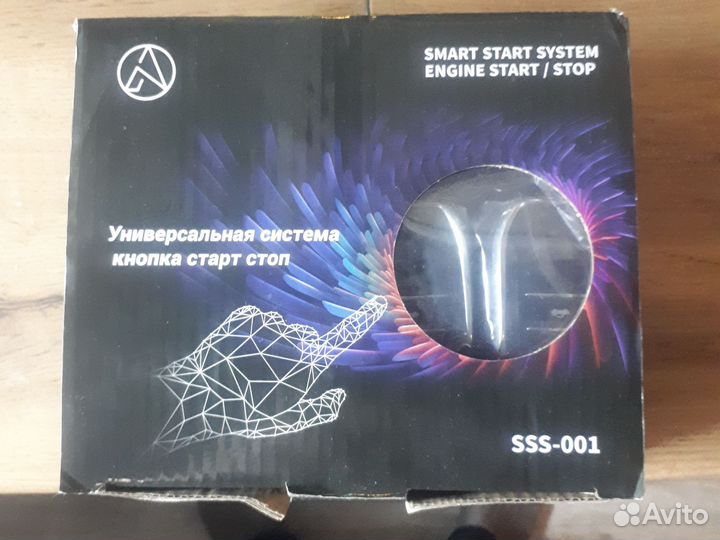 SMART START SYSTEM
ENGINE START / STOP
Универсальная система
кнопка старт стоп
SSS-001
Avito